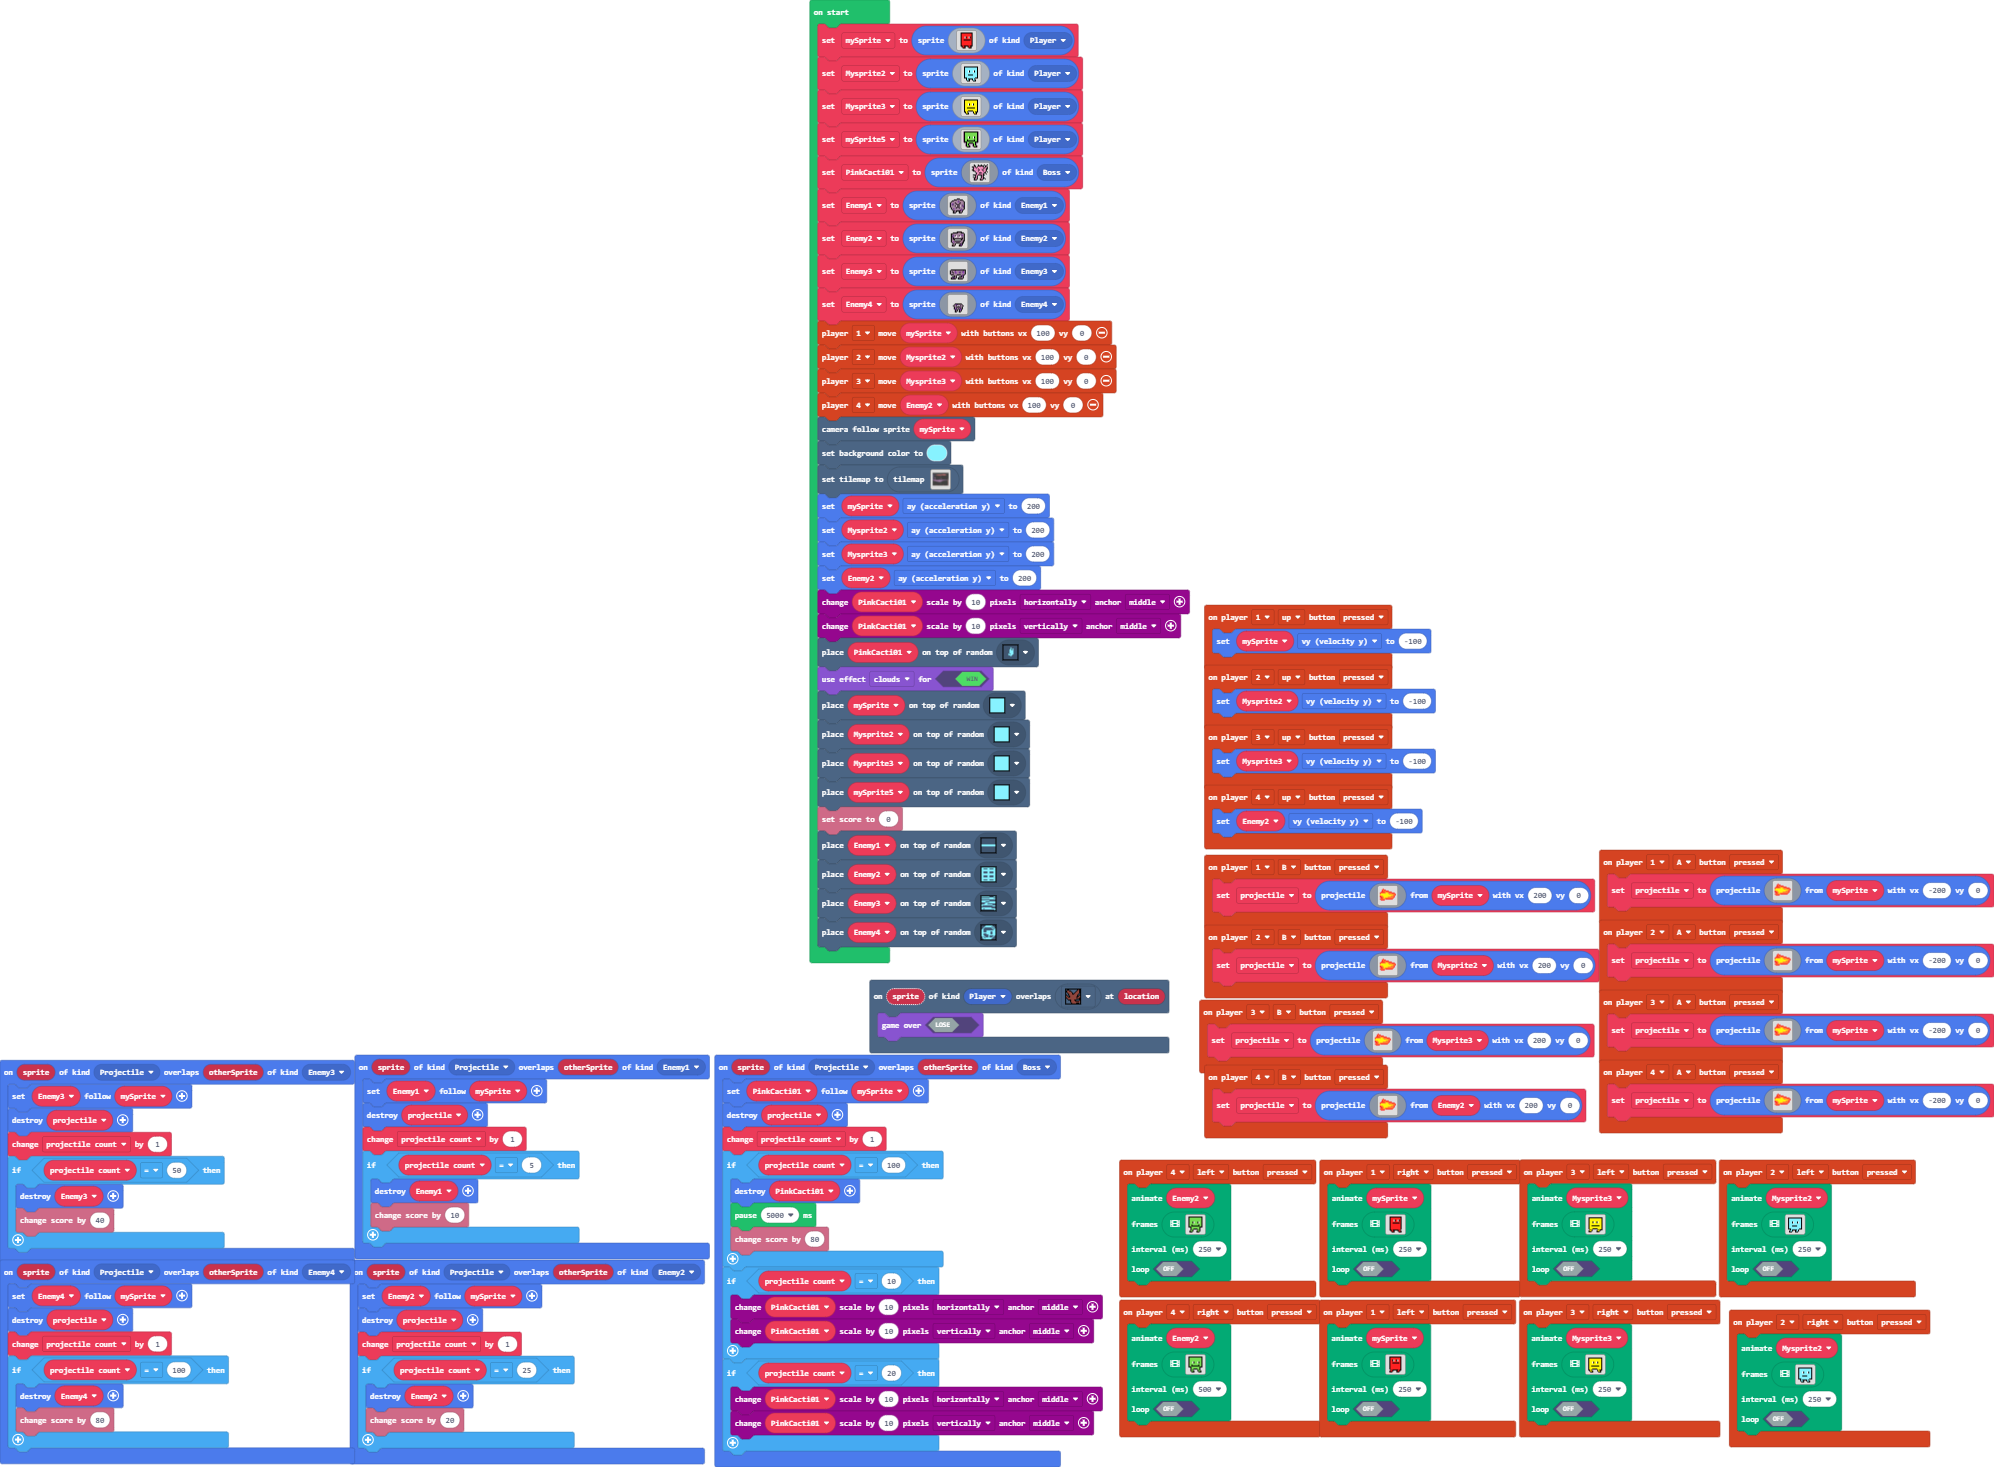 on start
set mySprite to sprite of kind Player
set Mysprite2 to sprite of kind Player
set Mysprite3 to sprite of kind Player
set mySprite5 to sprite of kind Player
set PinkCacti01 to sprite of kind Boss
set Enemy1 to sprite of kind Enemy1
set Enemy2 to sprite of kind Enemy2
set Enemy3 to sprite of kind Enemy3
set Enemy4 to sprite of kind Enemy4
player 1 move mySprite with buttons vx 100 vy 0
player 2 move Mysprite2 with buttons vx 100 vy 0
player 3 move Mysprite3 with buttons vx 100 vy 0
player 4 move Enemy2 with buttons vx 100 vy 0
camera follow sprite mySprite
set background color to
set tilemap to tilemap
set mySprite ay (acceleration y) to 200
set Mysprite2 ay (acceleration y) to 200
set Mysprite3 ay (acceleration y) to 200
set Enemy2 ay (acceleration y) to 200
change PinkCacti01 scale by 10 pixels horizontally anchor middle
change PinkCacti01 scale by 10 pixels vertically anchor middle
place PinkCacti01 on top of random
use effect clouds for WIN
place mySprite on top of random
place Mysprite2 on top of random
place Mysprite3 on top of random
place mySprite5 on top of random
set score to 0
place Enemy1 on top of random
place Enemy2 on top of random
place Enemy3 on top of random
place Enemy4 on top of random
on player 1 up button pressed
set mySprite vy (velocity y) to -100
on player 2 up button pressed
set Mysprite2 vy (velocity y) to -100
on player 3 up button pressed
set Mysprite3 vy (velocity y) to -100
on player 4 up button pressed
set Enemy2 vy (velocity y) to -100
on player 1 B button pressed
set projectile to projectile from mySprite with vx 200 vy 0
on player 2 B button pressed
set projectile to projectile from Mysprite2 with vx 200 vy 0
on player 3 B button pressed
set projectile to projectile from Mysprite3 with vx 200 vy 0
on player 4 B button pressed
set projectile to projectile from Enemy2 with vx 200 vy 0
on player 1 A button pressed
set projectile to projectile from mySprite with vx -200 vy 0
on player 2 A button pressed
set projectile to projectile from mySprite with vx -200 vy 0
on player 3 A button pressed
set projectile to projectile from mySprite with vx -200 vy 0
on player 4 A button pressed
set projectile to projectile from mySprite with vx -200 vy 0
on sprite of kind Player overlaps at location
game over LOSE
on sprite of kind Projectile overlaps otherSprite of kind Enemy3
set Enemy3 follow mySprite
destroy projectile
change projectile count by 1
if projectile count = 50 then
destroy Enemy3
change score by 40
on sprite of kind Projectile overlaps otherSprite of kind Enemy1
set Enemy1 follow mySprite
destroy projectile
change projectile count by 1
if projectile count = 5 then
destroy Enemy1
change score by 10
on sprite of kind Projectile overlaps otherSprite of kind Boss
set PinkCacti01 follow mySprite
destroy projectile
change projectile count by 1
if projectile count = 100 then
destroy PinkCacti01
pause 5000 ms
change score by 80
if projectile count = 10 then
change PinkCacti01 scale by 10 pixels horizontally anchor middle
change PinkCacti01 scale by 10 pixels vertically anchor middle
if projectile count = 20 then
change PinkCacti01 scale by 10 pixels horizontally anchor middle
change PinkCacti01 scale by 10 pixels vertically anchor middle
on sprite of kind Projectile overlaps otherSprite of kind Enemy4
set Enemy4 follow mySprite
destroy projectile
change projectile count by 1
if projectile count = 100 then
destroy Enemy4
change score by 80
on sprite of kind Projectile overlaps otherSprite of kind Enemy2
set Enemy2 follow mySprite
destroy projectile
change projectile count by 1
if projectile count = 25 then
destroy Enemy2
change score by 20
on player 4 left button pressed
animate Enemy2
frames
interval (ms) 250
loop OFF
on player 1 right button pressed
animate mySprite
frames
interval (ms) 250
loop OFF
on player 3 left button pressed
animate Mysprite3
frames
interval (ms) 250
loop OFF
on player 2 left button pressed
animate Mysprite2
frames
interval (ms) 250
loop OFF
on player 4 right button pressed
animate Enemy2
frames
interval (ms) 500
loop OFF
on player 1 left button pressed
animate mySprite
frames
interval (ms) 250
loop OFF
on player 3 right button pressed
animate Mysprite3
frames
interval (ms) 250
loop OFF
on player 2 right button pressed
animate Mysprite2
frames
interval (ms) 250
loop OFF